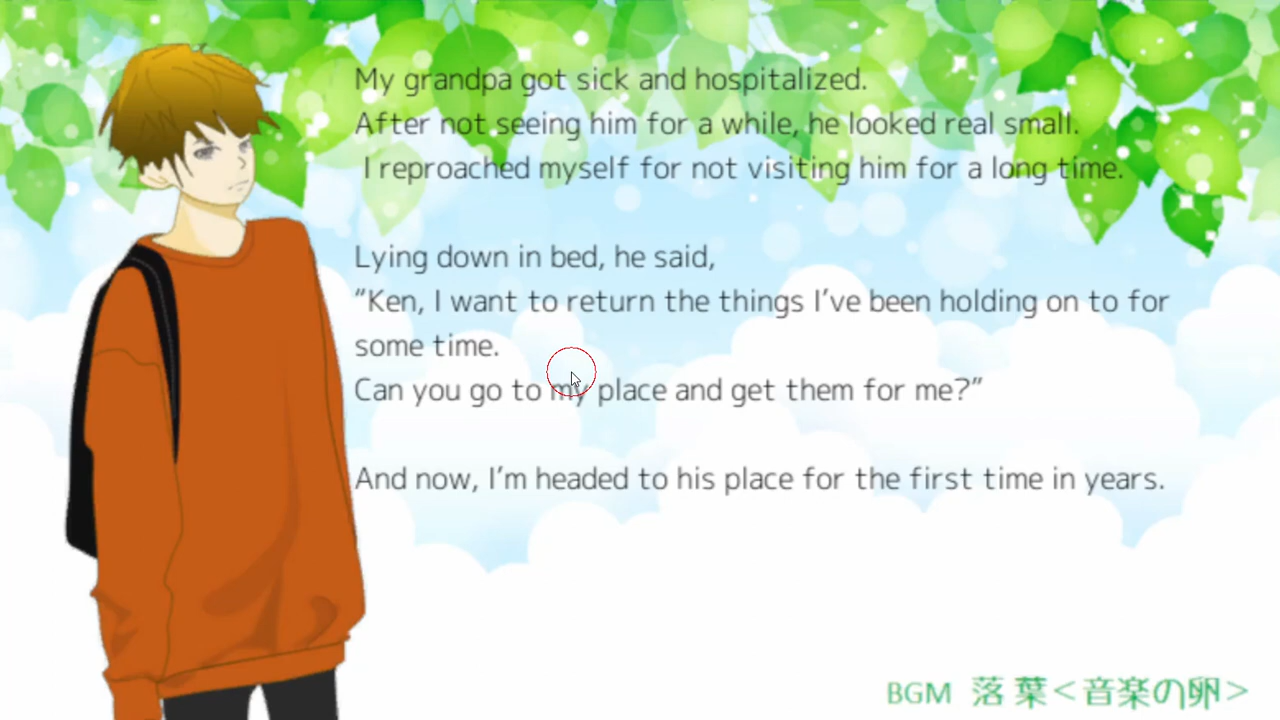 My grandpa got sick and hospitalized.
After not seeing him for a while, he looked real small.
I reproached myself for not visiting him for a long time.
Lying down in bed, he said,
“Ken, I want to return the things I’ve been holding on to for
some time.
Can you go to my place and get them for me?”
And now, I’m headed to his place for the first time in years.
BGM 落葉＜音楽の卵＞